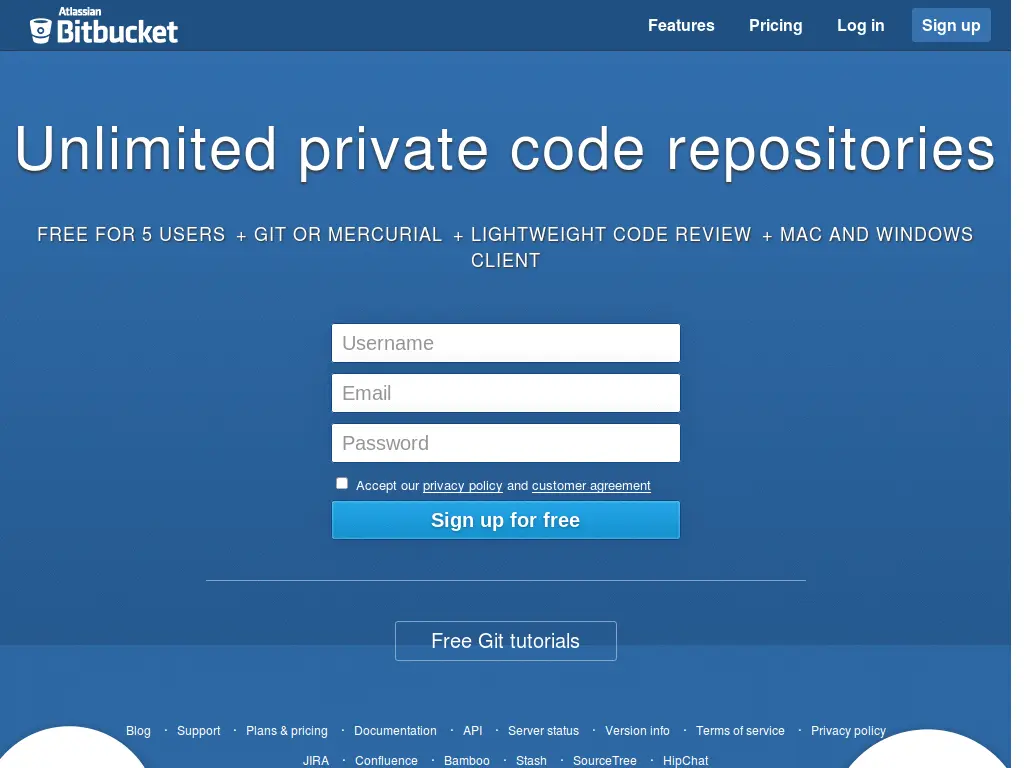 Atlassian
Bitbucket
Features Pricing Log in Sign up
Unlimited private code repositories
FREE FOR 5 USERS + GIT OR MERCURIAL + LIGHTWEIGHT CODE REVIEW + MAC AND WINDOWS
CLIENT
Username
Email
Password
Accept our privacy policy and customer agreement
Sign up for free
Free Git tutorials
Blog · Support · Plans & pricing · Documentation · API · Server status · Version info · Terms of service · Privacy policy
JIRA · Confluence · Bamboo · Stash · SourceTree · HipChat